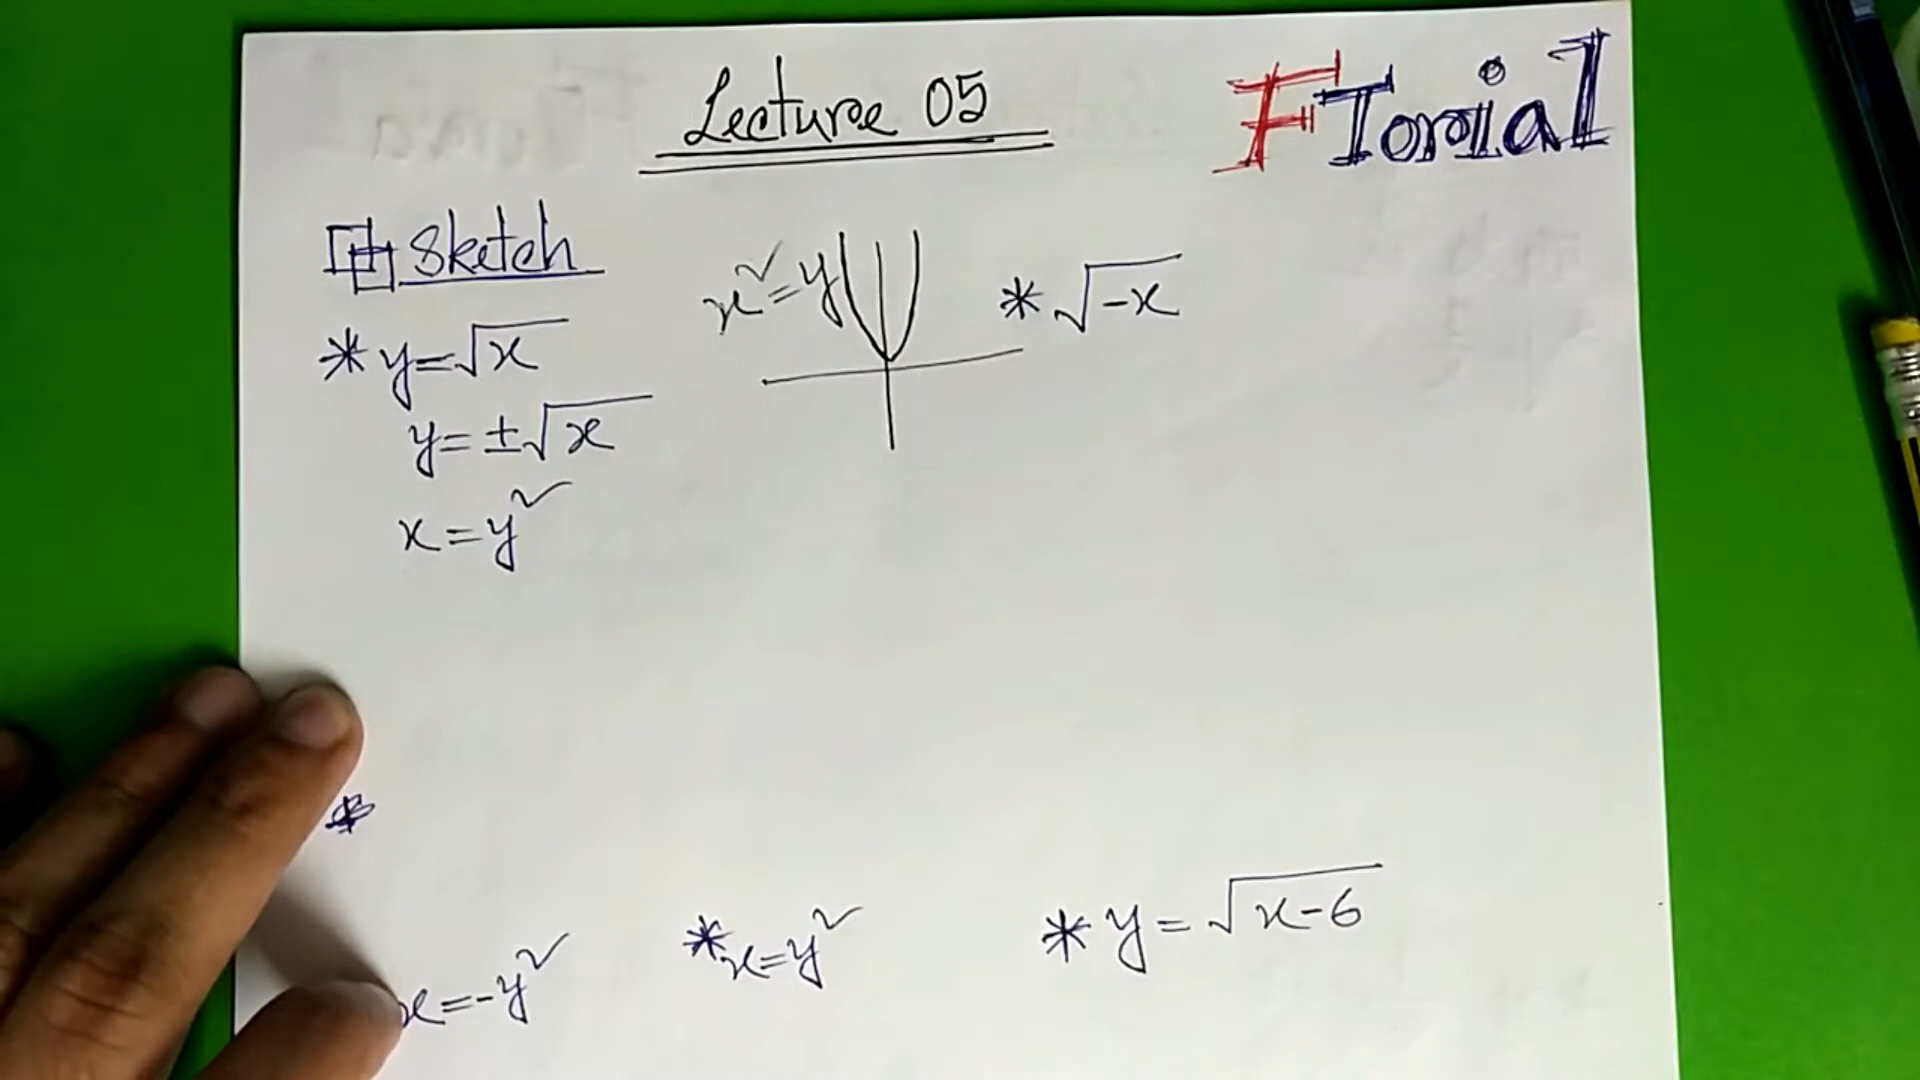 Lecture 05
FTorial
Sketch
* y=√x
y=±√x
x=y²
x²=y
* √-x
*
x=-y²
* x=y²
* y=√x-6